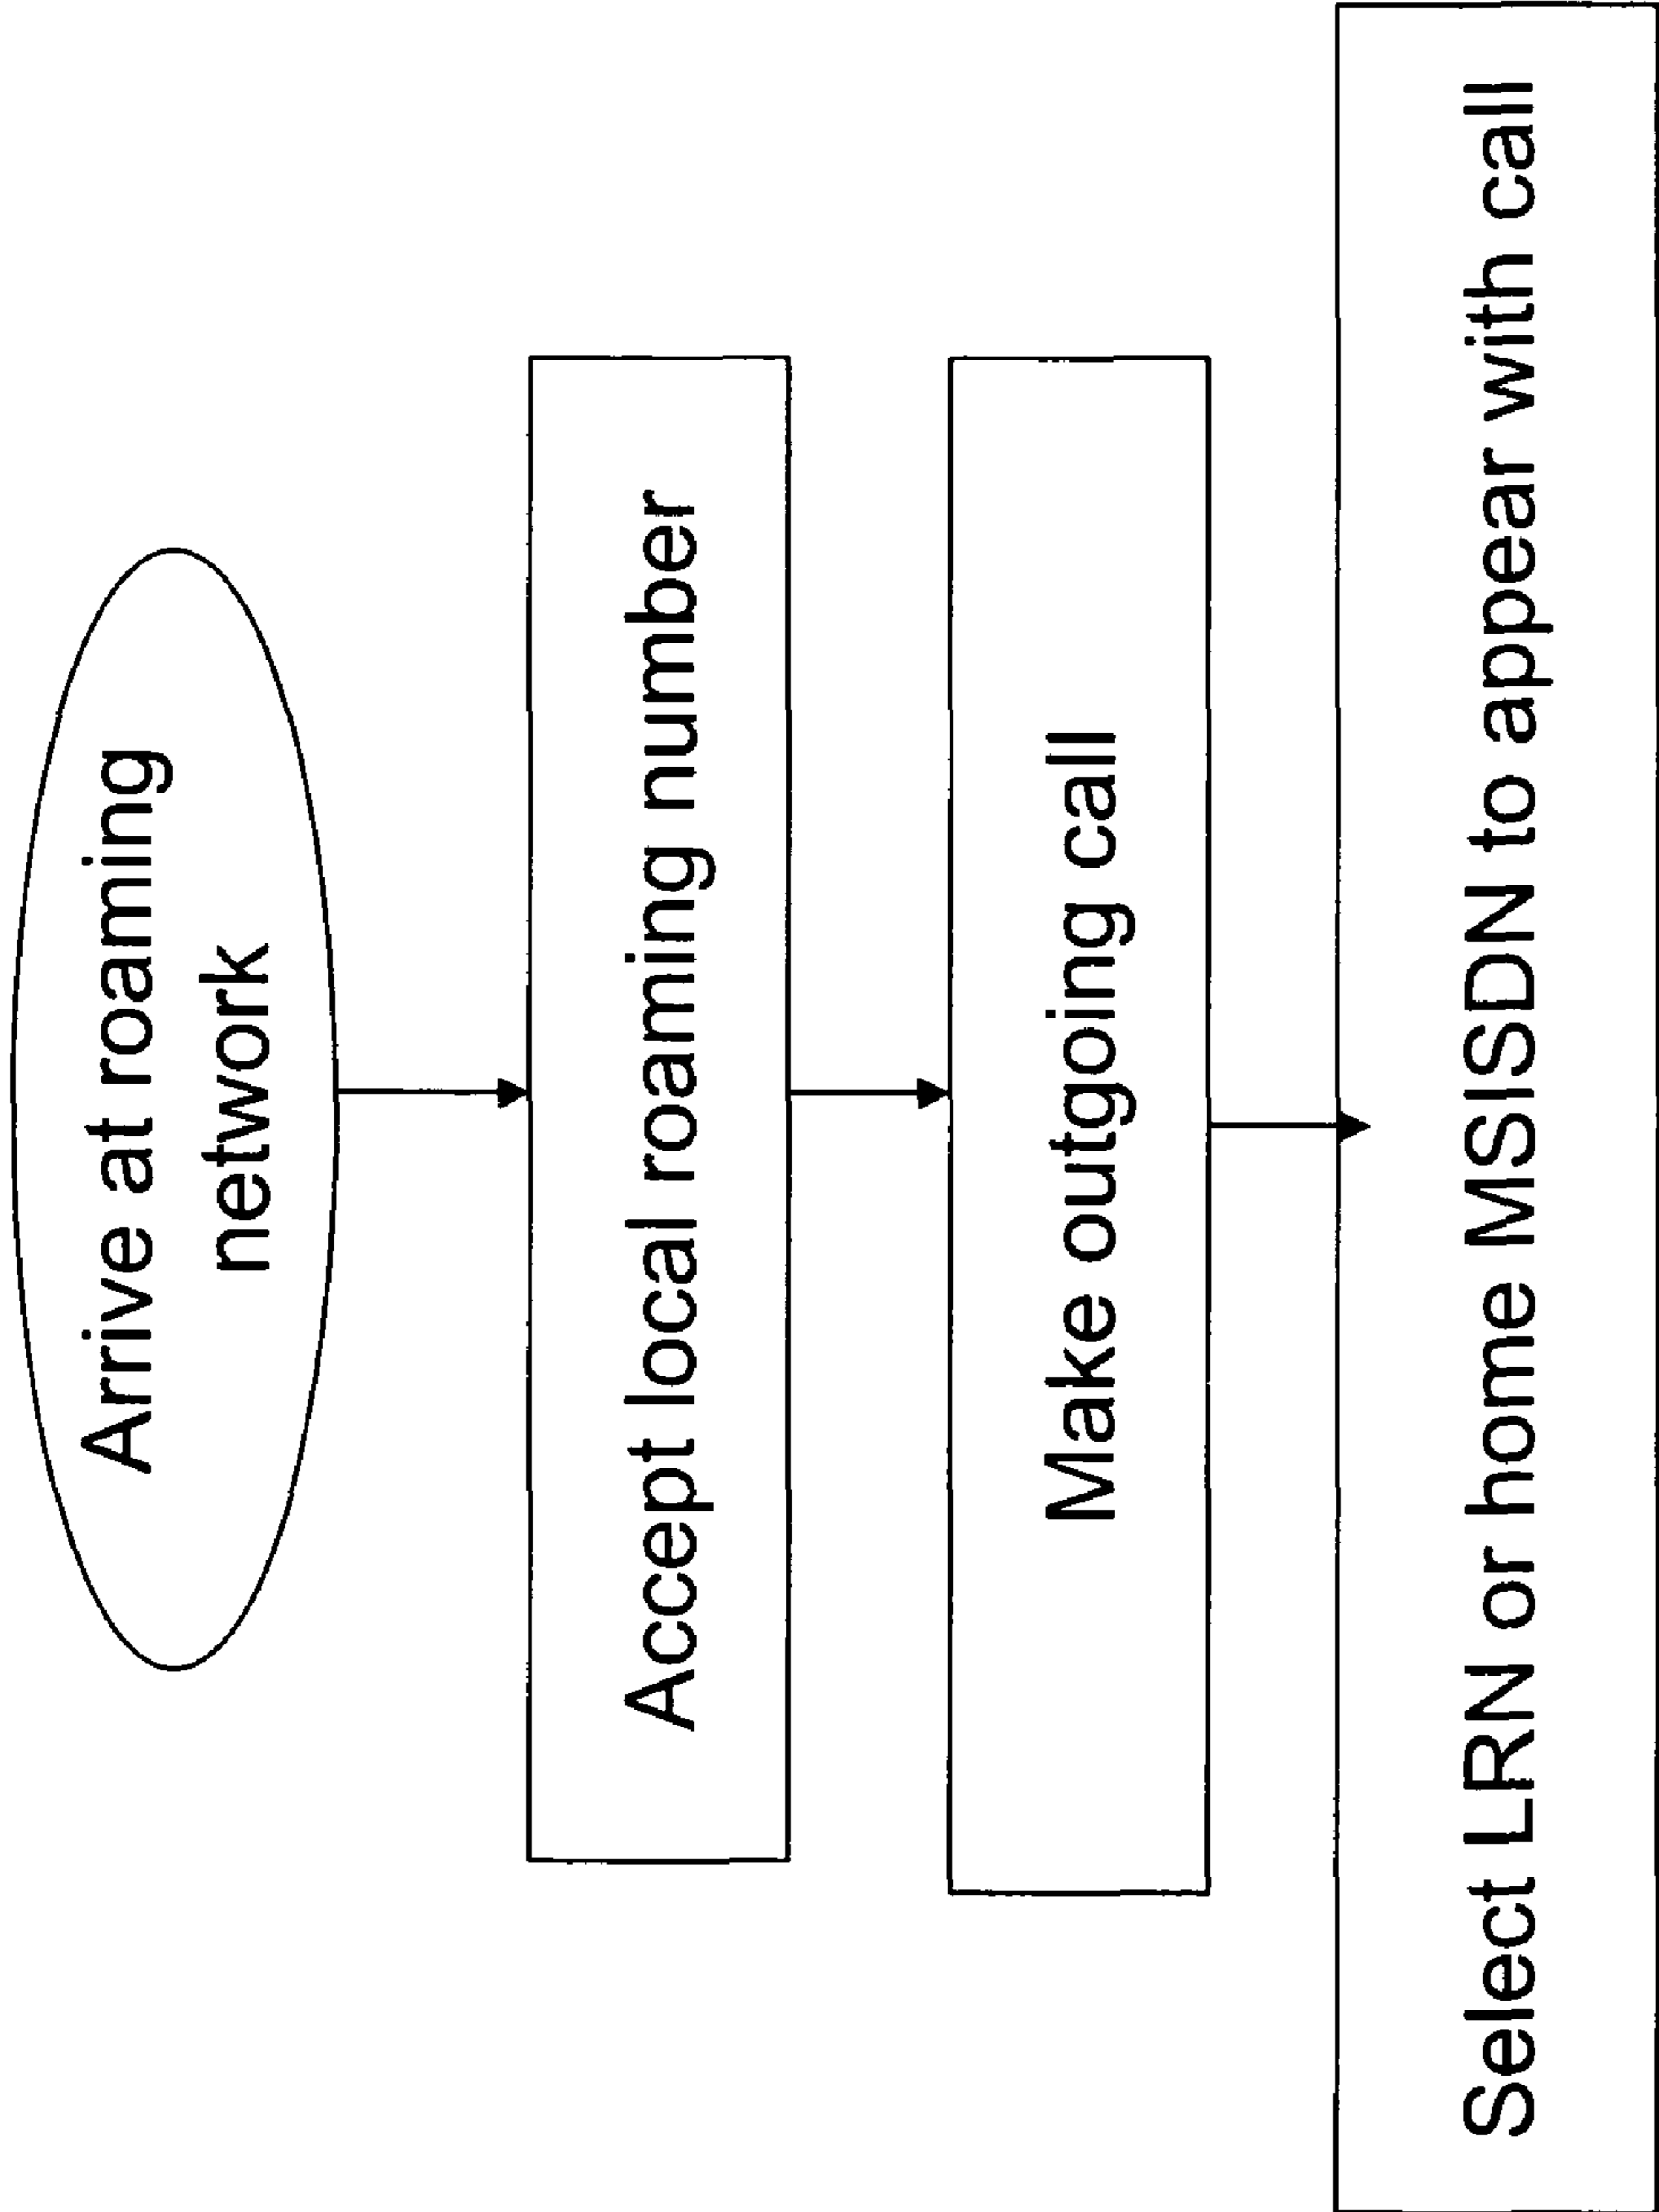 Arrive at roaming
network
Accept local roaming number
Make outgoing call
Select LRN or home MSISDN to appear with call